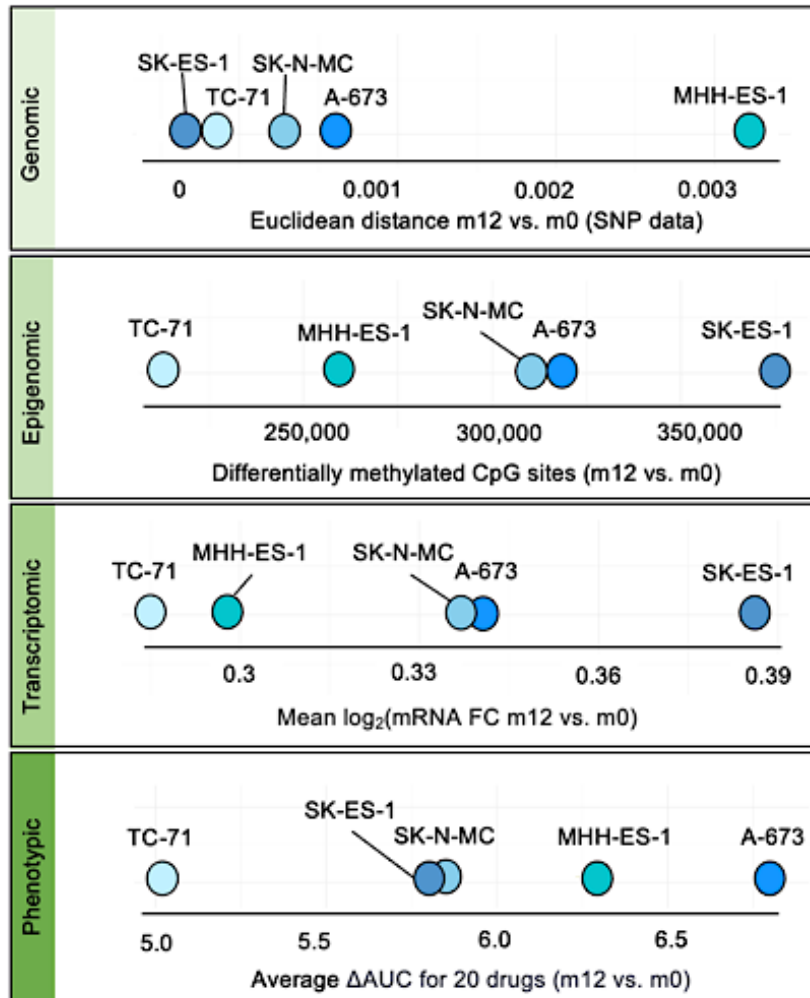 Genomic
SK-ES-1 SK-N-MC
TC-71 A-673 MHH-ES-1
0 0.001 0.002 0.003
Euclidean distance m12 vs. m0 (SNP data)
Epigenomic
SK-N-MC
TC-71 MHH-ES-1 A-673 SK-ES-1
250,000 300,000 350,000
Differentially methylated CpG sites (m12 vs. m0)
Transcriptomic
MHH-ES-1 SK-N-MC
TC-71 A-673 SK-ES-1
0.3 0.33 0.36 0.39
Mean log₂(mRNA FC m12 vs. m0)
Phenotypic
SK-ES-1
TC-71 SK-N-MC MHH-ES-1 A-673
5.0 5.5 6.0 6.5
Average ΔAUC for 20 drugs (m12 vs. m0)